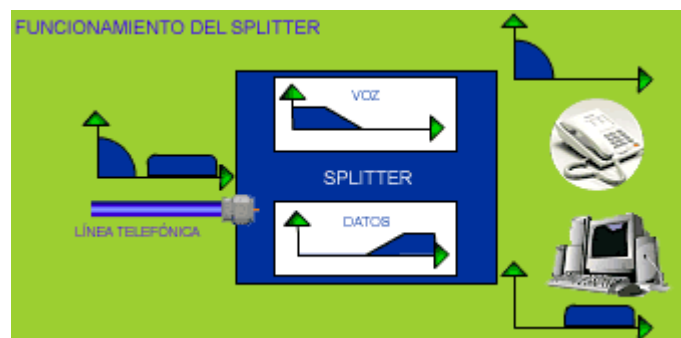 FUNCIONAMIENTO DEL SPLITTER
VOZ
SPLITTER
DATOS
LÍNEA TELEFÓNICA